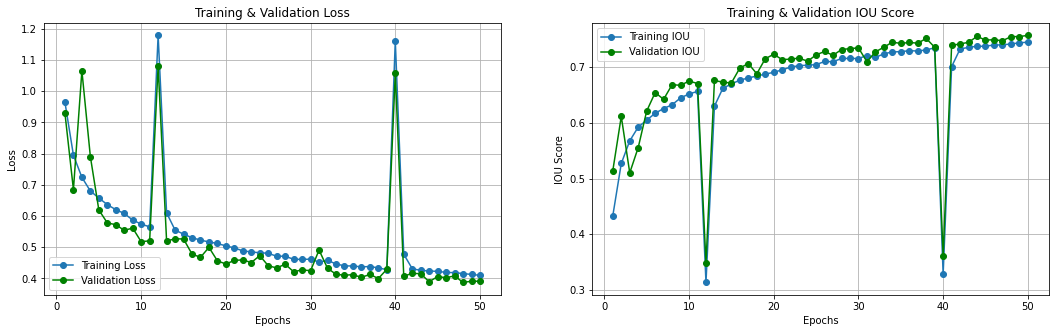 Training & Validation Loss
1.2
1.1
1.0
0.9
0.8
0.7
0.6
0.5
0.4
Loss
Training Loss
Validation Loss
0
10
20
30
40
50
Epochs
Training & Validation IOU Score
Training IOU
Validation IOU
0.7
0.6
0.5
0.4
0.3
IOU Score
0
10
20
30
40
50
Epochs